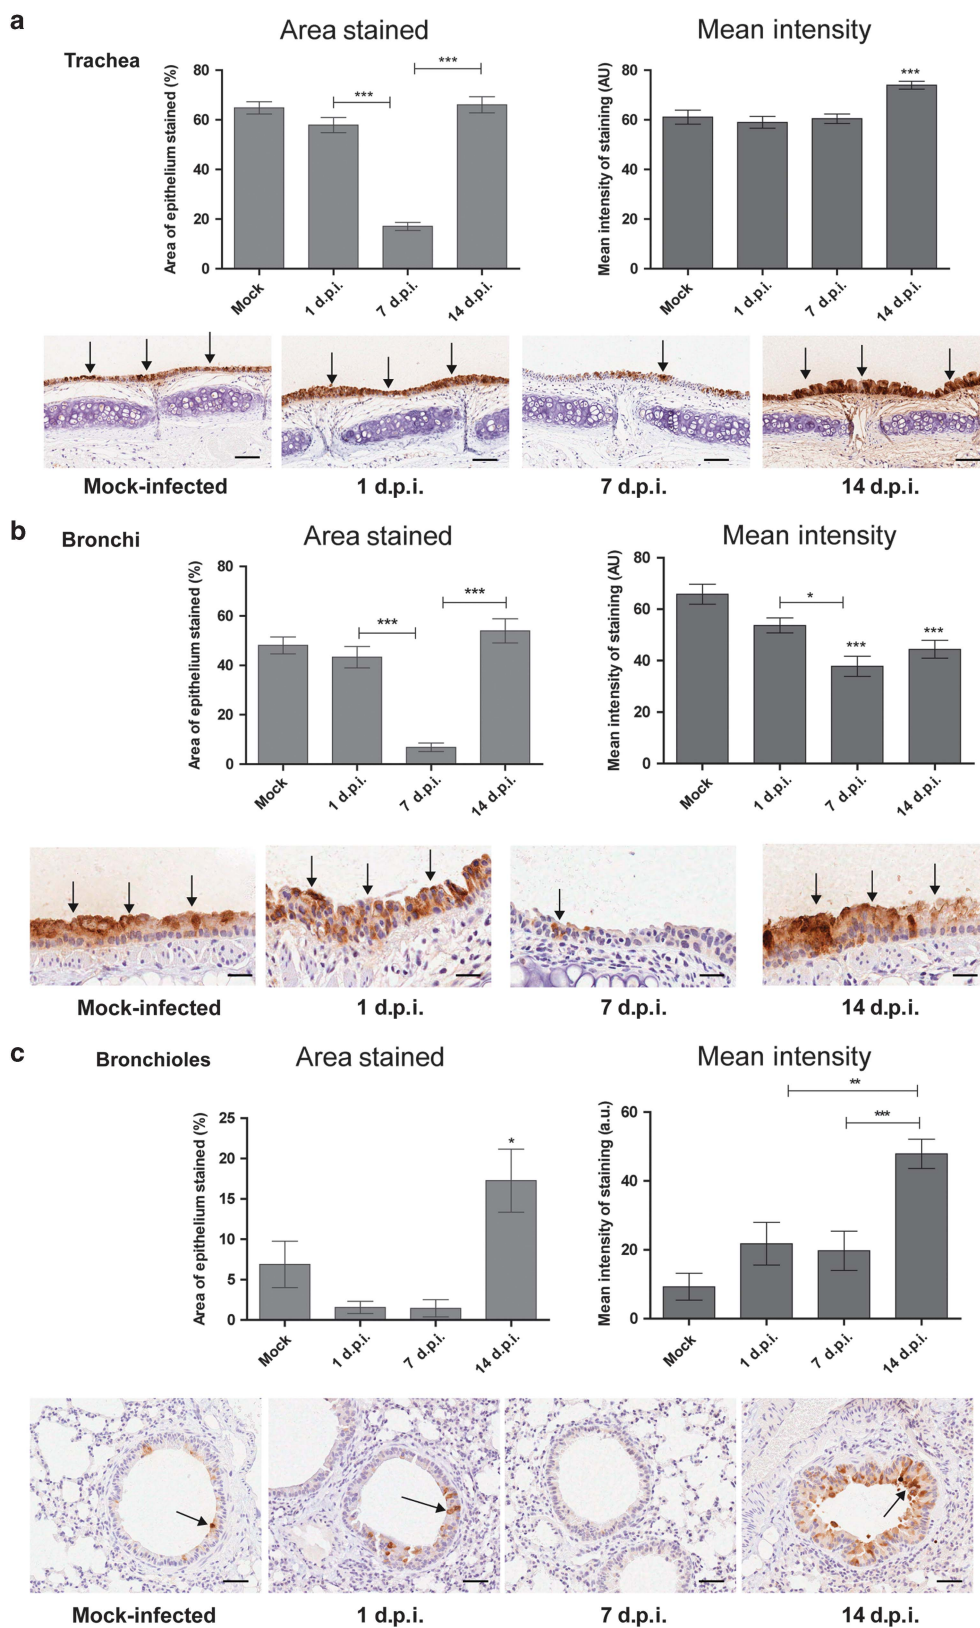 a
Trachea
Area stained
Mean intensity
Area of epithelium stained (%)
80
60
40
20
0
***
***
Mock
1 d.p.i.
7 d.p.i.
14 d.p.i.
Mean intensity of staining (AU)
80
60
40
20
0
***
Mock
1 d.p.i.
7 d.p.i.
14 d.p.i.
Mock-infected
1 d.p.i.
7 d.p.i.
14 d.p.i.
b
Bronchi
Area stained
Mean intensity
Area of epithelium stained (%)
80
60
40
20
0
***
***
Mock
1 d.p.i.
7 d.p.i.
14 d.p.i.
Mean intensity of staining (AU)
80
60
40
20
0
*
***
***
Mock
1 d.p.i.
7 d.p.i.
14 d.p.i.
Mock-infected
1 d.p.i.
7 d.p.i.
14 d.p.i.
c
Bronchioles
Area stained
Mean intensity
Area of epithelium stained (%)
25
20
15
10
5
0
*
Mock
1 d.p.i.
7 d.p.i.
14 d.p.i.
Mean intensity of staining (a.u.)
60
40
20
0
**
***
Mock
1 d.p.i.
7 d.p.i.
14 d.p.i.
Mock-infected
1 d.p.i.
7 d.p.i.
14 d.p.i.